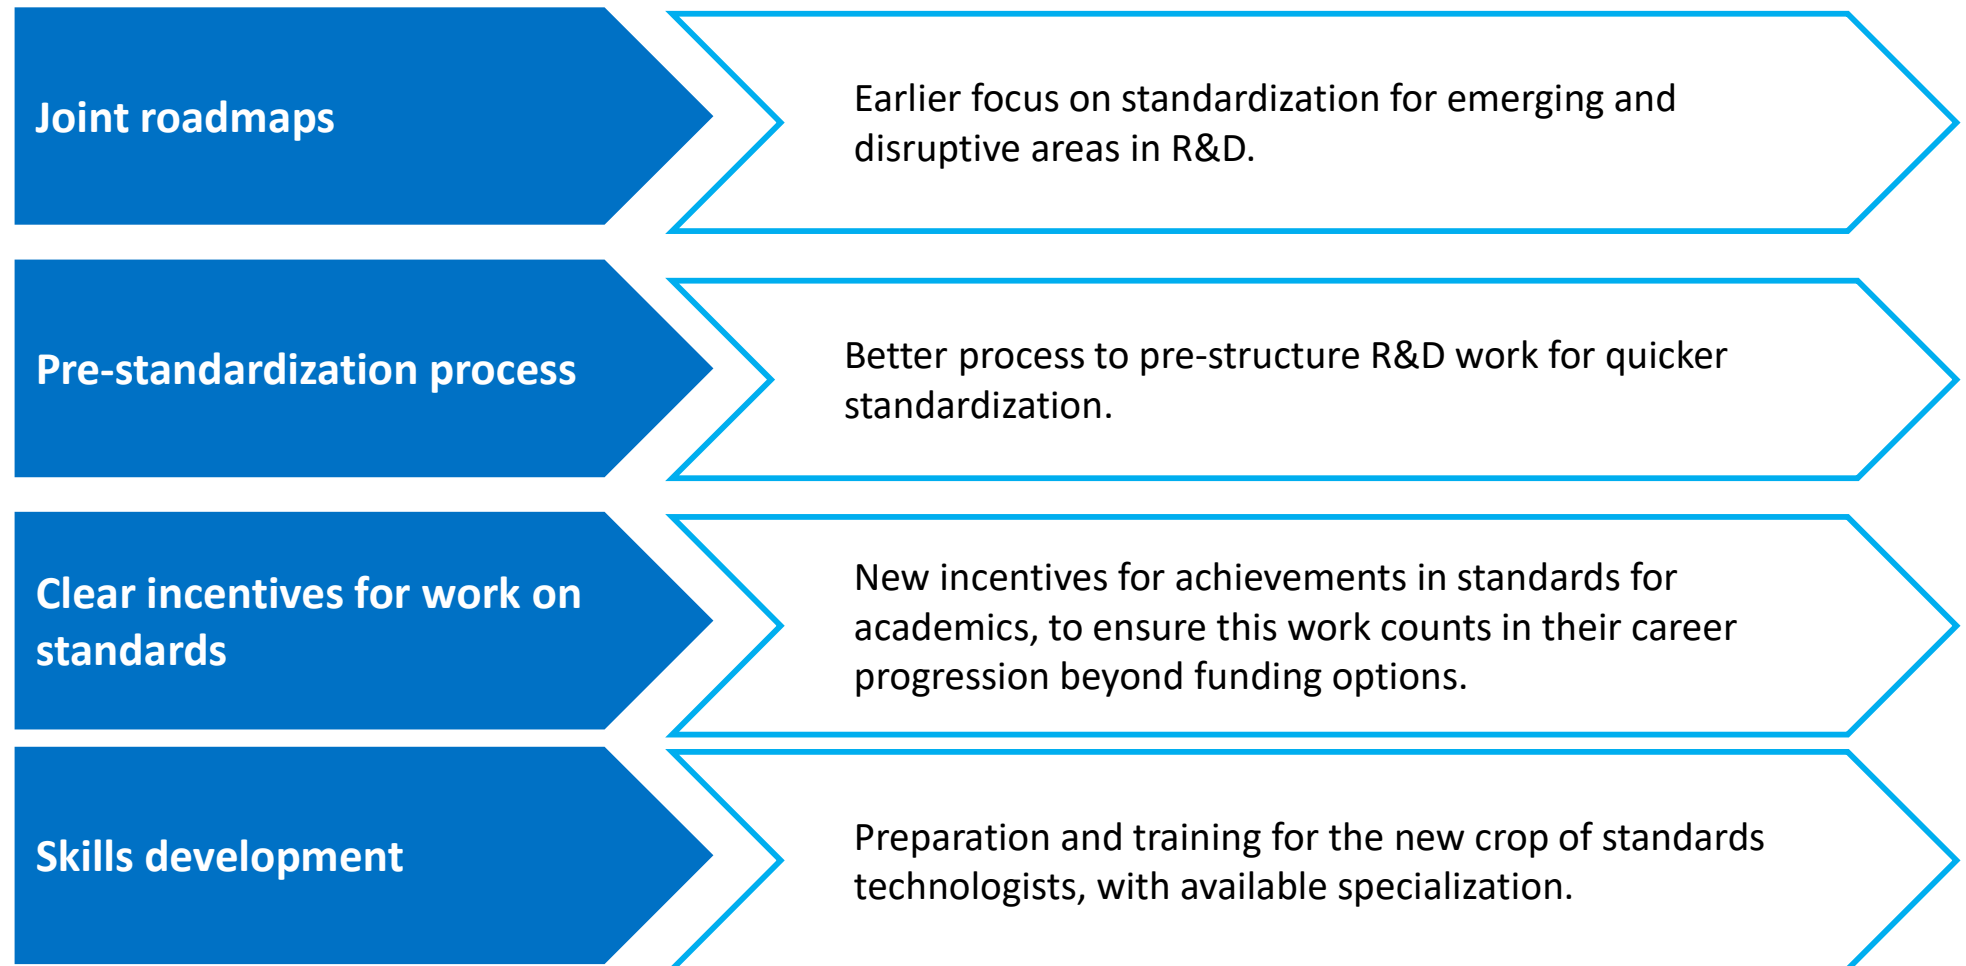 Joint roadmaps
Earlier focus on standardization for emerging and
disruptive areas in R&D.
Pre-standardization process
Better process to pre-structure R&D work for quicker
standardization.
Clear incentives for work on
standards
New incentives for achievements in standards for
academics, to ensure this work counts in their career
progression beyond funding options.
Skills development
Preparation and training for the new crop of standards
technologists, with available specialization.